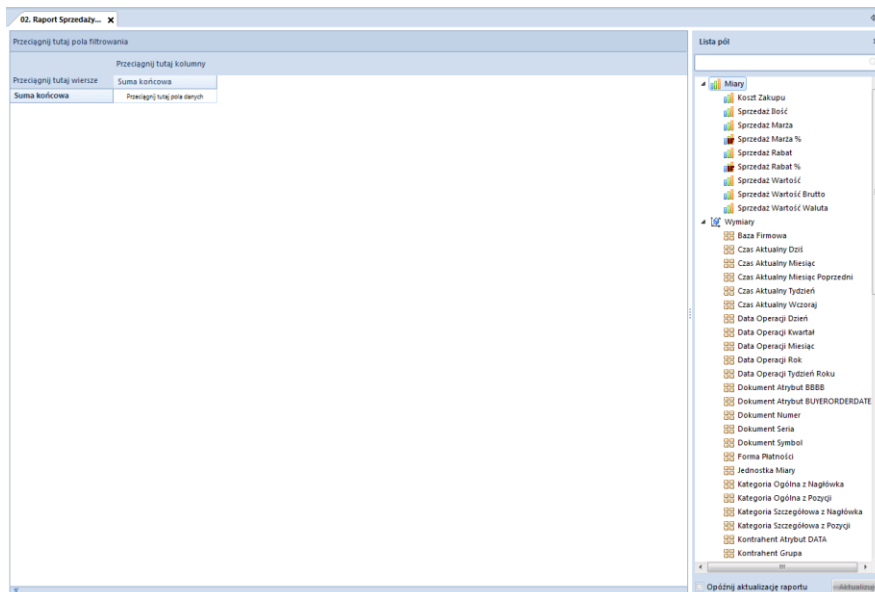 02. Raport Sprzedaży...
Przeciągnij tutaj pola filtrowania
Przeciągnij tutaj kolumny
Przeciągnij tutaj wiersze
Suma końcowa
Suma końcowa
Przeciągnij tutaj pola danych
Lista pól
Miary
Koszt Zakupu
Sprzedaż Ilość
Sprzedaż Marża
Sprzedaż Marża %
Sprzedaż Rabat
Sprzedaż Rabat %
Sprzedaż Wartość
Sprzedaż Wartość Brutto
Sprzedaż Wartość Waluta
Wymiary
Baza Firmowa
Czas Aktualny Dziś
Czas Aktualny Miesiąc
Czas Aktualny Miesiąc Poprzedni
Czas Aktualny Tydzień
Czas Aktualny Wczoraj
Data Operacji Dzień
Data Operacji Kwartał
Data Operacji Miesiąc
Data Operacji Rok
Data Operacji Tydzień Roku
Dokument Atrybut BBBB
Dokument Atrybut BUYERORDERDATE
Dokument Numer
Dokument Seria
Dokument Symbol
Forma Płatności
Jednostka Miary
Kategoria Ogólna z Nagłówka
Kategoria Ogólna z Pozycji
Kategoria Szczegółowa z Nagłówka
Kategoria Szczegółowa z Pozycji
Kontrahent Atrybut DATA
Kontrahent Grupa
Opóźnij aktualizację raportu